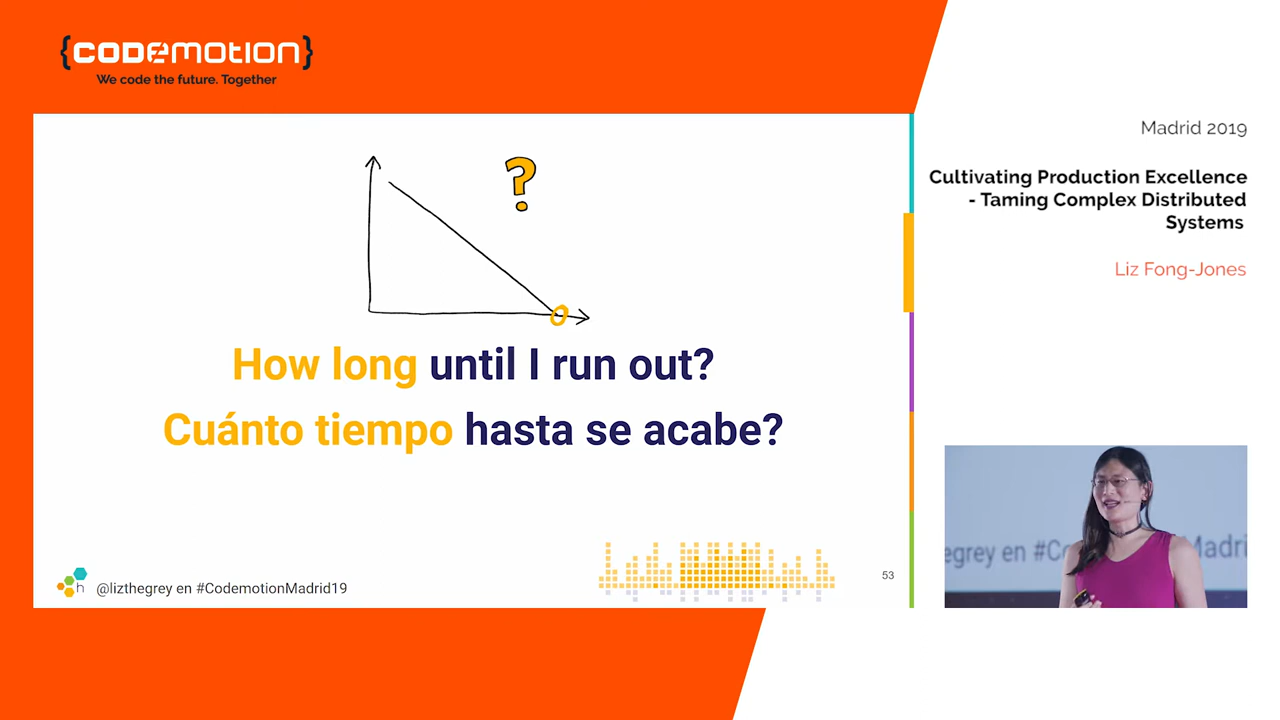 {CODEMOTION}
We code the future. Together
?
How long until I run out?
Cuánto tiempo hasta se acabe?
h
@lizthegrey en #CodemotionMadrid19
53
Madrid 2019
Cultivating Production Excellence
- Taming Complex Distributed
Systems
Liz Fong-Jones
egrey en #Co
Madri